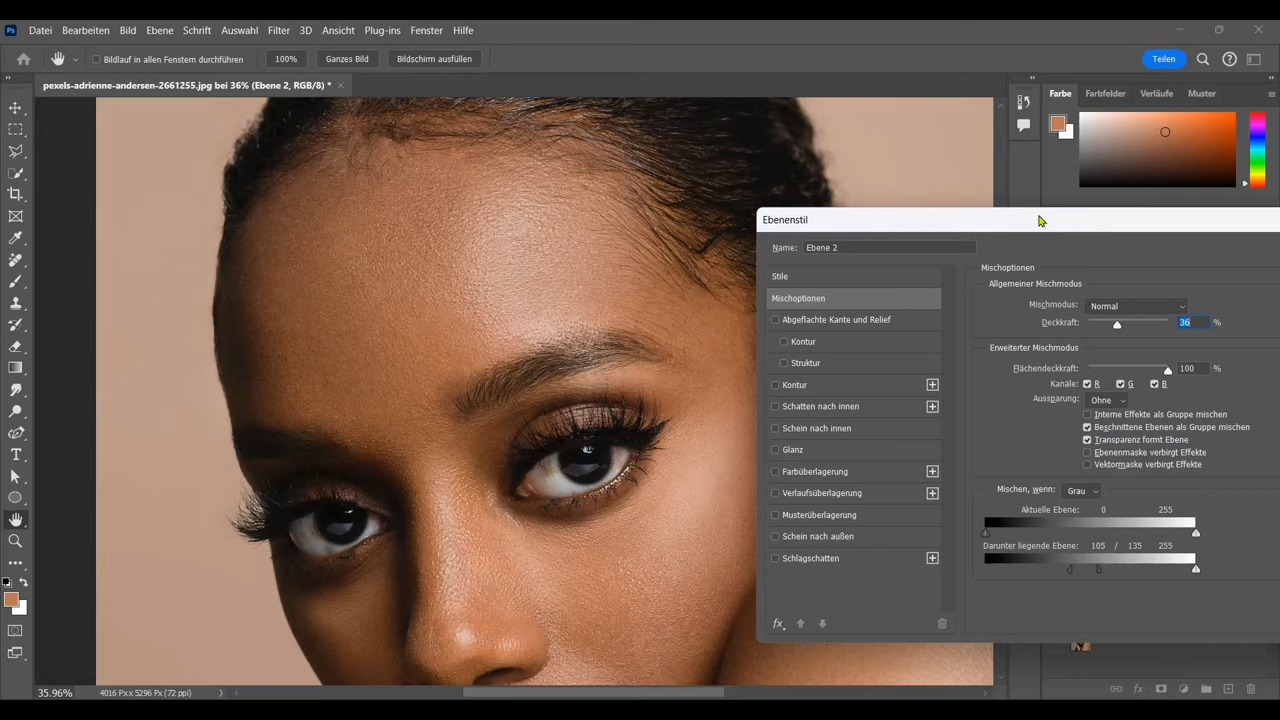 Ps Datei Bearbeiten Bild Ebene Schrift Auswahl Filter 3D Ansicht Plug-ins Fenster Hilfe
Bildlauf in allen Fenstern durchführen 100% Ganzes Bild Bildschirm ausfüllen Teilen
pexels-adrienne-andersen-2661255.jpg bei 36% (Ebene 2, RGB/8) *
Farbe Farbfelder Verläufe Muster
Ebenenstil
Name: Ebene 2
Stile
Mischoptionen
Abgeflachte Kante und Relief
Kontur
Struktur
Kontur
Schatten nach innen
Schein nach innen
Glanz
Farbüberlagerung
Verlaufsüberlagerung
Musterüberlagerung
Schein nach außen
Schlagschatten
fx
Mischoptionen
Allgemeiner Mischmodus
Mischmodus: Normal
Deckkraft: 36 %
Erweiterter Mischmodus
Flächendeckkraft: 100 %
Kanäle: R G B
Aussparung: Ohne
Interne Effekte als Gruppe mischen
Beschnittene Ebenen als Gruppe mischen
Transparenz formt Ebene
Ebenenmaske verbirgt Effekte
Vektormaske verbirgt Effekte
Mischen, wenn: Grau
Aktuelle Ebene: 0 255
Darunter liegende Ebene: 105 / 135 255
35.96% 4016 Px x 5296 Px (72 ppi)
fx